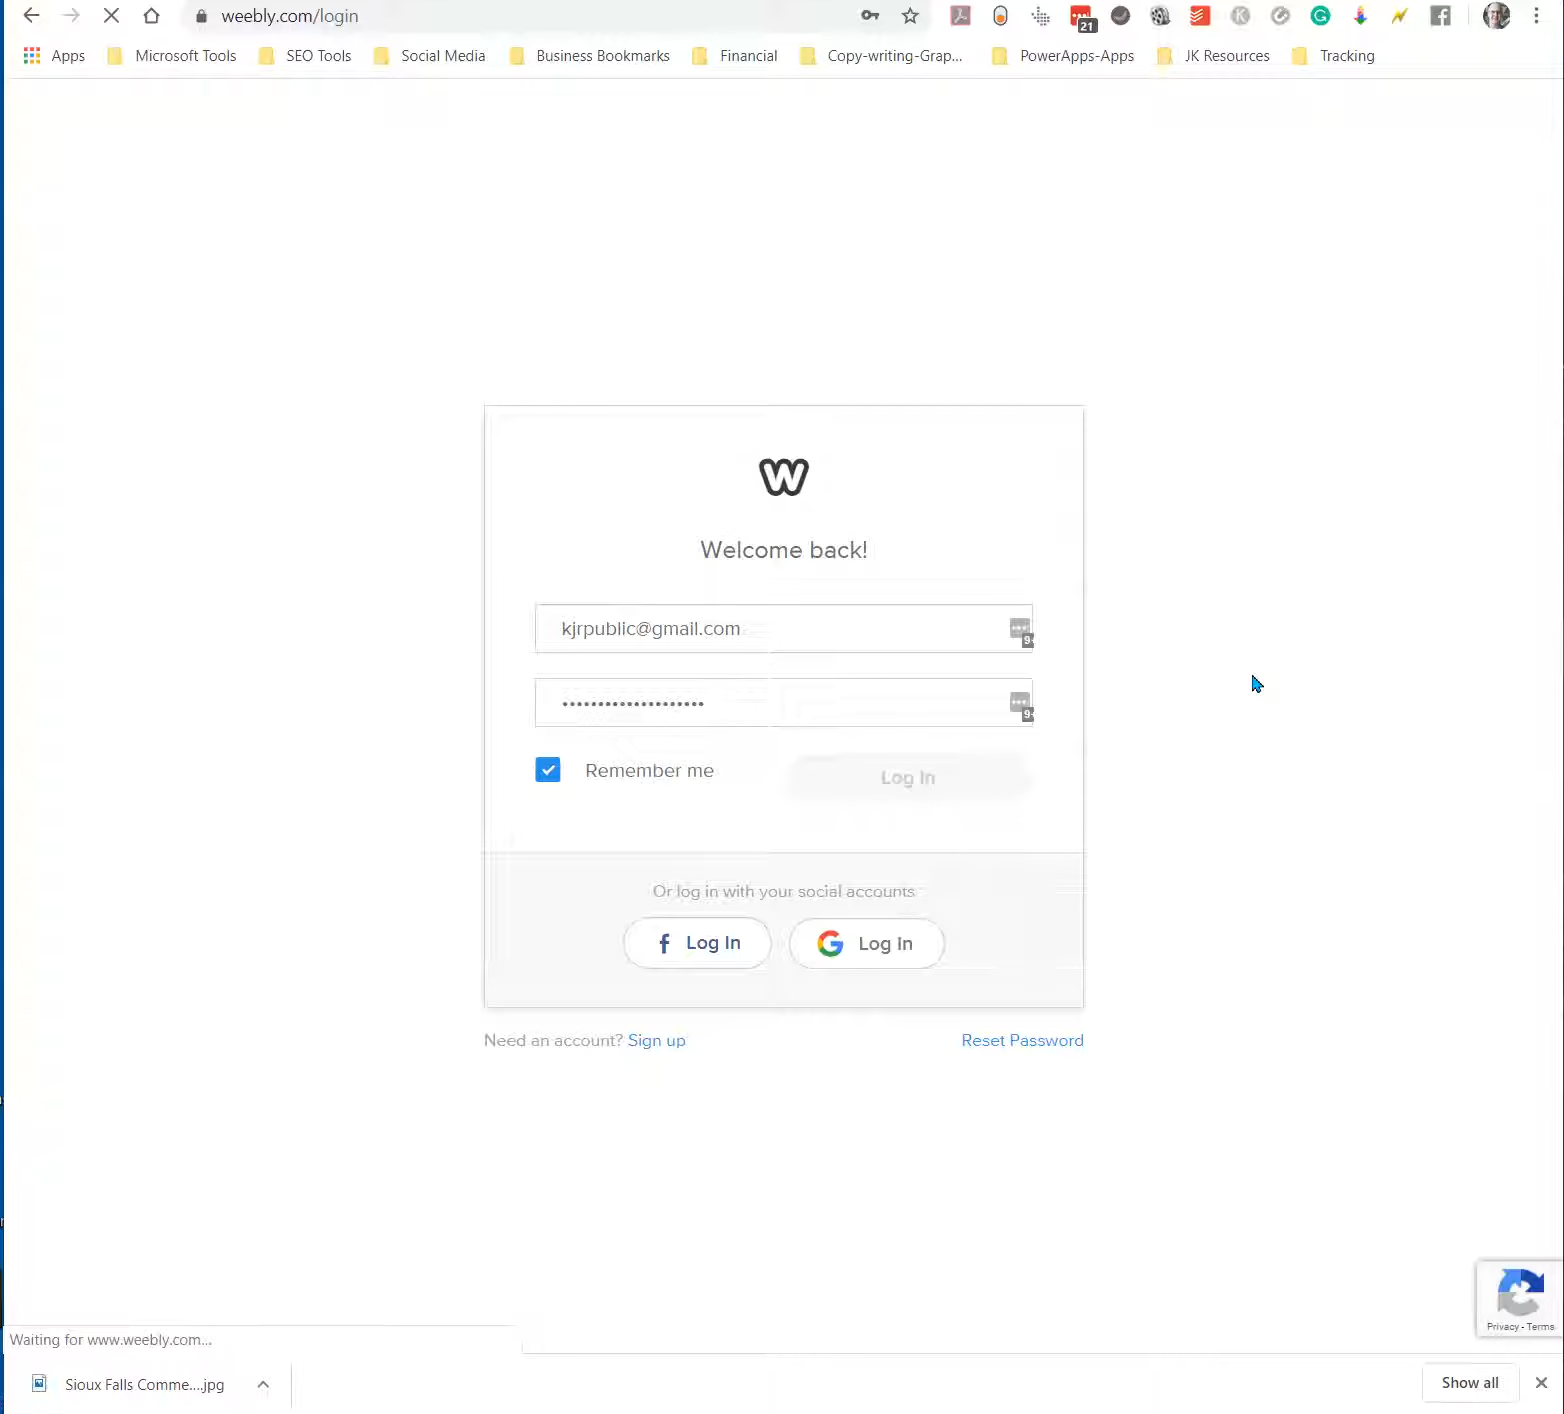 weebly.com/login
21
Apps
Microsoft Tools
SEO Tools
Social Media
Business Bookmarks
Financial
Copy-writing-Grap...
PowerApps-Apps
JK Resources
Tracking
W
Welcome back!
kjrpublic@gmail.com
9+
••••••••••••••••••••
9+
Remember me
Log In
Or log in with your social accounts
f Log In
G Log In
Need an account? Sign up
Reset Password
Privacy - Terms
Waiting for www.weebly.com...
Sioux Falls Comme....jpg
Show all